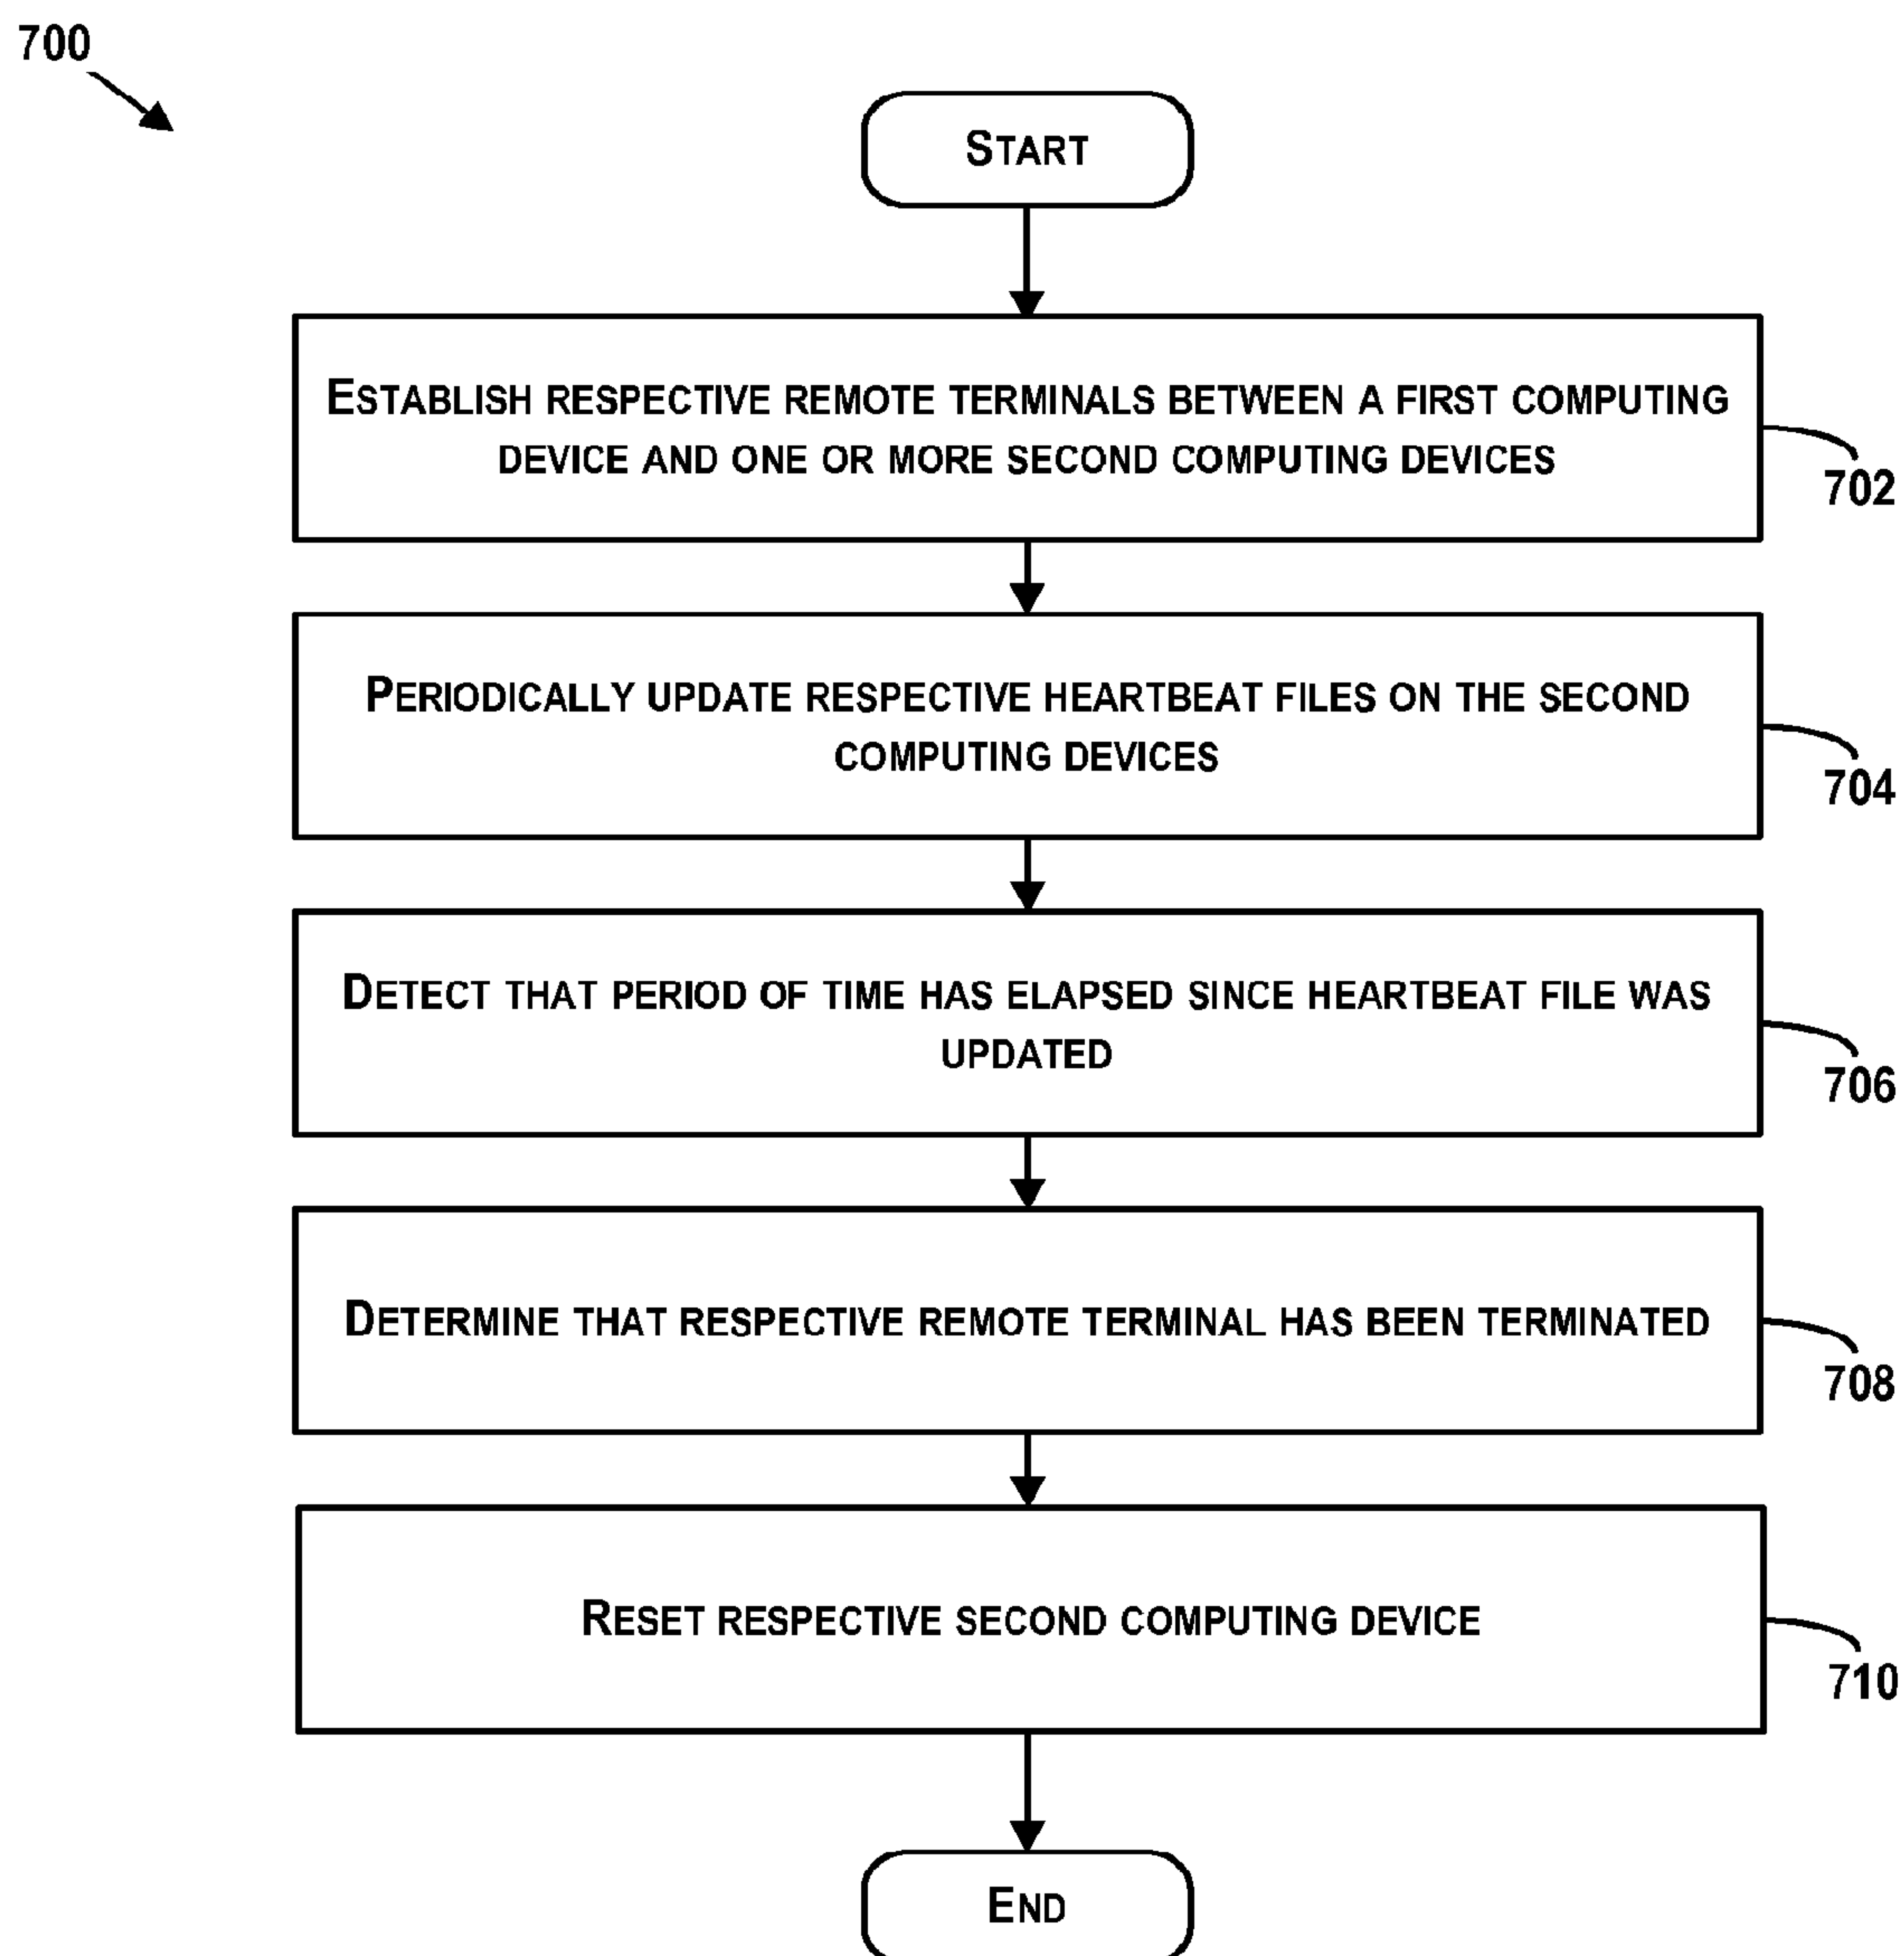 700
START
ESTABLISH RESPECTIVE REMOTE TERMINALS BETWEEN A FIRST COMPUTING
DEVICE AND ONE OR MORE SECOND COMPUTING DEVICES
702
PERIODICALLY UPDATE RESPECTIVE HEARTBEAT FILES ON THE SECOND
COMPUTING DEVICES
704
DETECT THAT PERIOD OF TIME HAS ELAPSED SINCE HEARTBEAT FILE WAS
UPDATED
706
DETERMINE THAT RESPECTIVE REMOTE TERMINAL HAS BEEN TERMINATED
708
RESET RESPECTIVE SECOND COMPUTING DEVICE
710
END